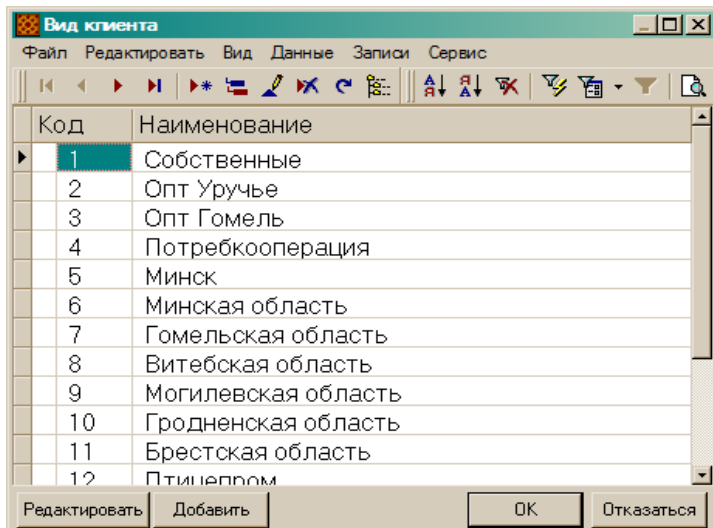 Вид клиента
Файл Редактировать Вид Данные Записи Сервис
Код Наименование
1 Собственные
2 Опт Уручье
3 Опт Гомель
4 Потребкооперация
5 Минск
6 Минская область
7 Гомельская область
8 Витебская область
9 Могилевская область
10 Гродненская область
11 Брестская область
12 Птицепром
Редактировать Добавить OK Отказаться